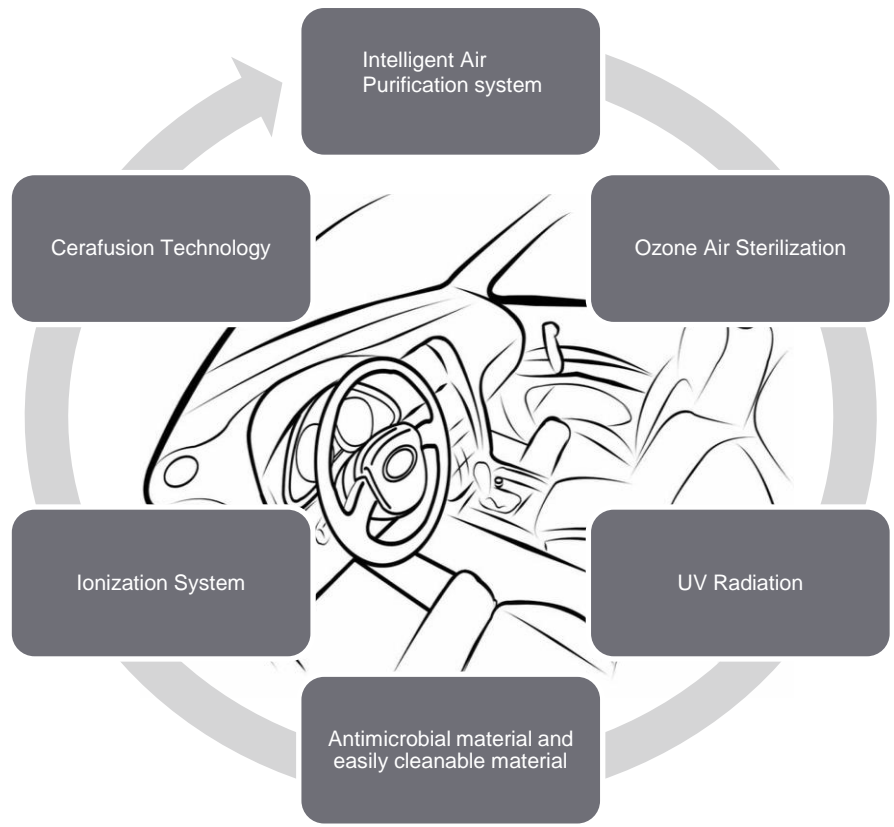 Intelligent Air
Purification system
Ozone Air Sterilization
UV Radiation
Antimicrobial material and
easily cleanable material
Ionization System
Cerafusion Technology